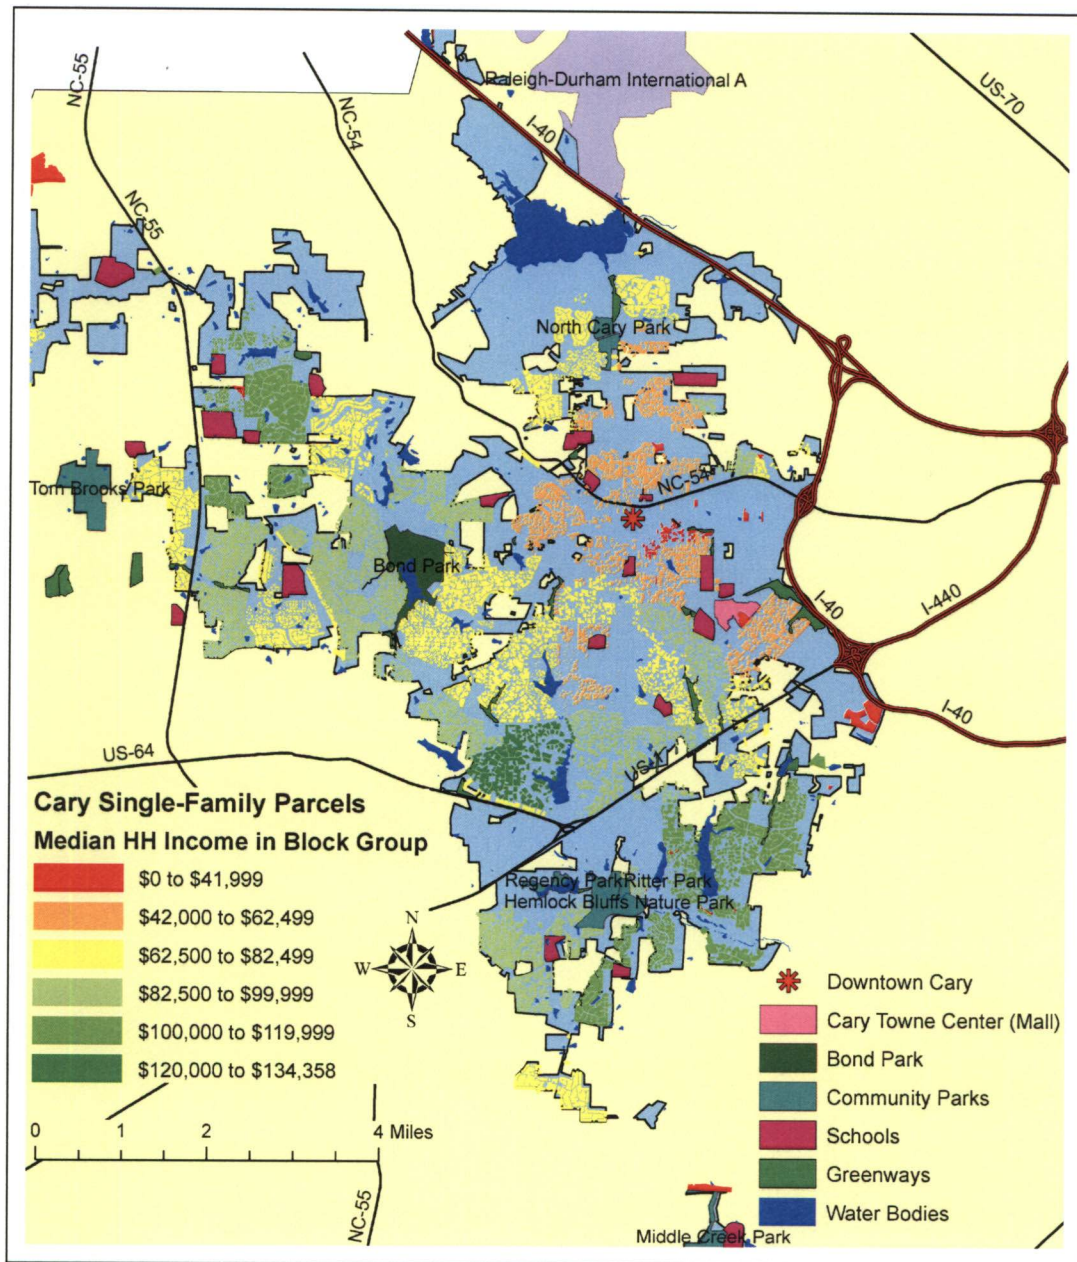 Raleigh-Durham International A
NC-55
NC-54
I-40
US-70
NC-55
North Cary Park
Tom Brooks Park
NC-54
Bond Park
I-40
I-440
I-40
US-64
US-1
Cary Single-Family Parcels
Median HH Income in Block Group
$0 to $41,999
$42,000 to $62,499
$62,500 to $82,499
$82,500 to $99,999
$100,000 to $119,999
$120,000 to $134,358
Regency ParkRitter Park
Hemlock Bluffs Nature Park
N
W E
S
Downtown Cary
Cary Towne Center (Mall)
Bond Park
Community Parks
Schools
Greenways
Water Bodies
0 1 2 4 Miles
NC-55
Middle Creek Park